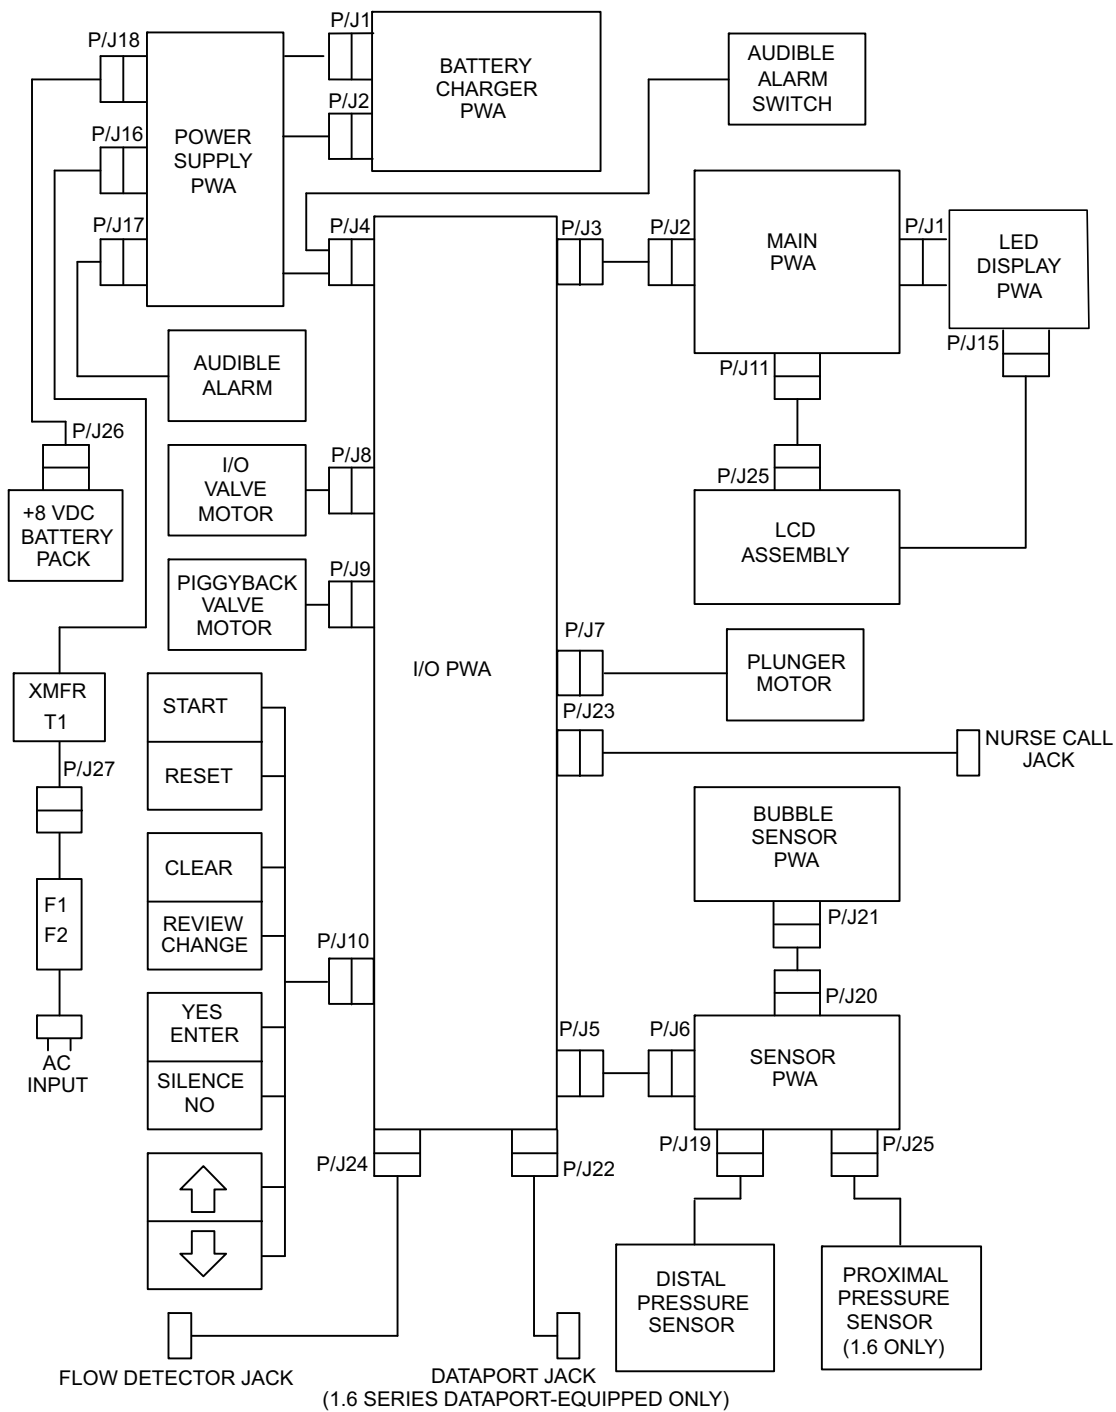 P/J1
P/J18
BATTERY
CHARGER
PWA
AUDIBLE
ALARM
SWITCH
P/J2
P/J16
POWER
SUPPLY
PWA
P/J17
P/J4
P/J3
P/J2
MAIN
PWA
P/J1
LED
DISPLAY
PWA
P/J15
AUDIBLE
ALARM
P/J11
P/J26
+8 VDC
BATTERY
PACK
I/O
VALVE
MOTOR
P/J8
P/J25
LCD
ASSEMBLY
PIGGYBACK
VALVE
MOTOR
P/J9
I/O PWA
P/J7
PLUNGER
MOTOR
XMFR
T1
START
RESET
P/J23
NURSE CALL
JACK
P/J27
BUBBLE
SENSOR
PWA
F1
F2
CLEAR
REVIEW
CHANGE
P/J21
P/J10
P/J20
YES
ENTER
SILENCE
NO
AC
INPUT
P/J5
P/J6
SENSOR
PWA
P/J24
P/J22
P/J19
P/J25
DISTAL
PRESSURE
SENSOR
PROXIMAL
PRESSURE
SENSOR
(1.6 ONLY)
FLOW DETECTOR JACK
DATAPORT JACK
(1.6 SERIES DATAPORT-EQUIPPED ONLY)